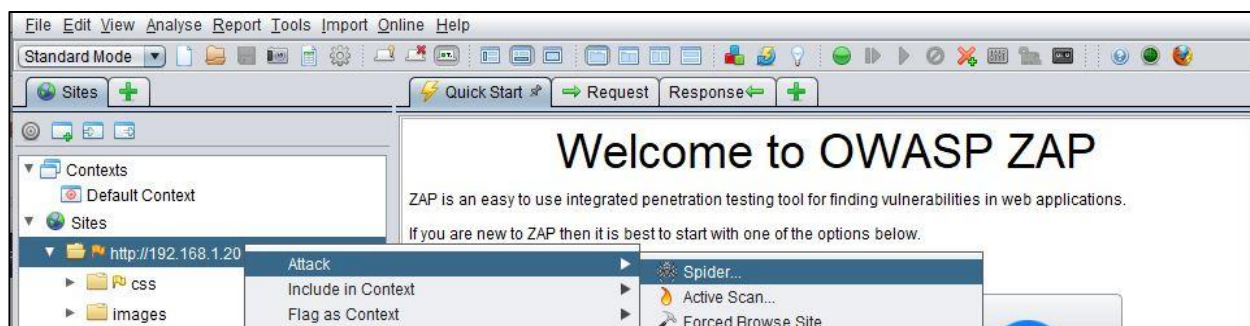 File Edit View Analyse Report Tools Import Online Help
Standard Mode
Sites
Quick Start Request Response
Welcome to OWASP ZAP
Contexts
Default Context
ZAP is an easy to use integrated penetration testing tool for finding vulnerabilities in web applications.
Sites
If you are new to ZAP then it is best to start with one of the options below.
http://192.168.1.20
Attack
Spider...
css
Include in Context
Active Scan...
images
Flag as Context
Forced Browse Site